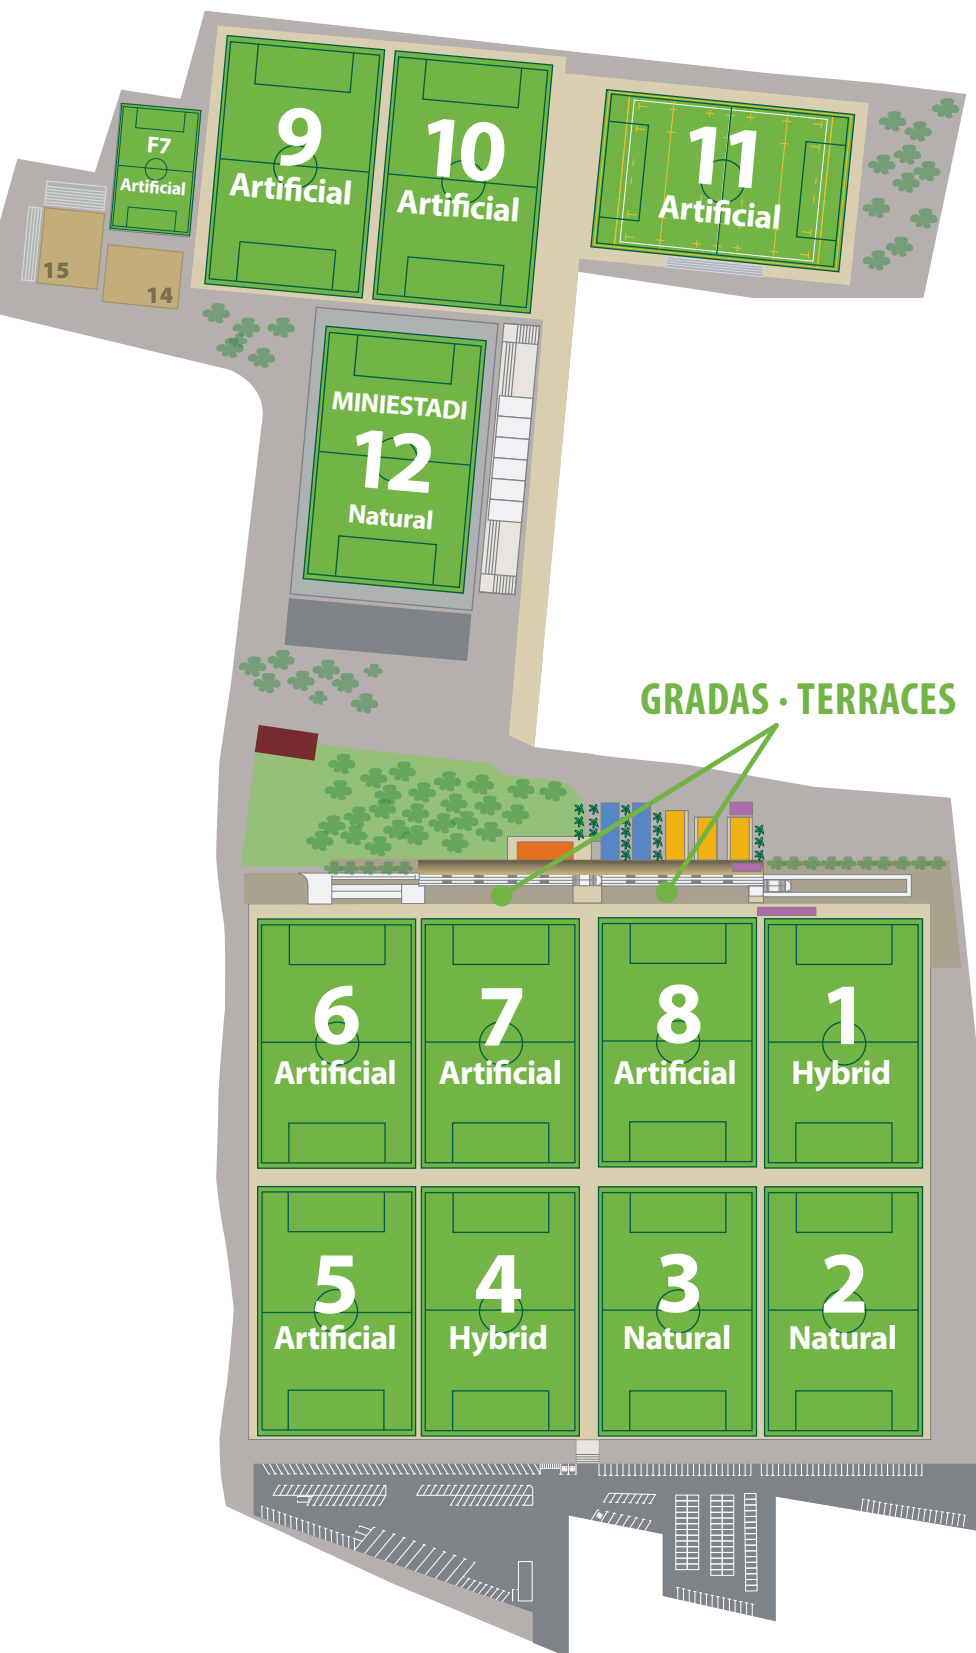 9
Artificial
10
Artificial
11
Artificial
F7
Artificial
15
14
MINIESTADI
12
Natural
GRADAS · TERRACES
6
Artificial
7
Artificial
8
Artificial
1
Hybrid
5
Artificial
4
Hybrid
3
Natural
2
Natural